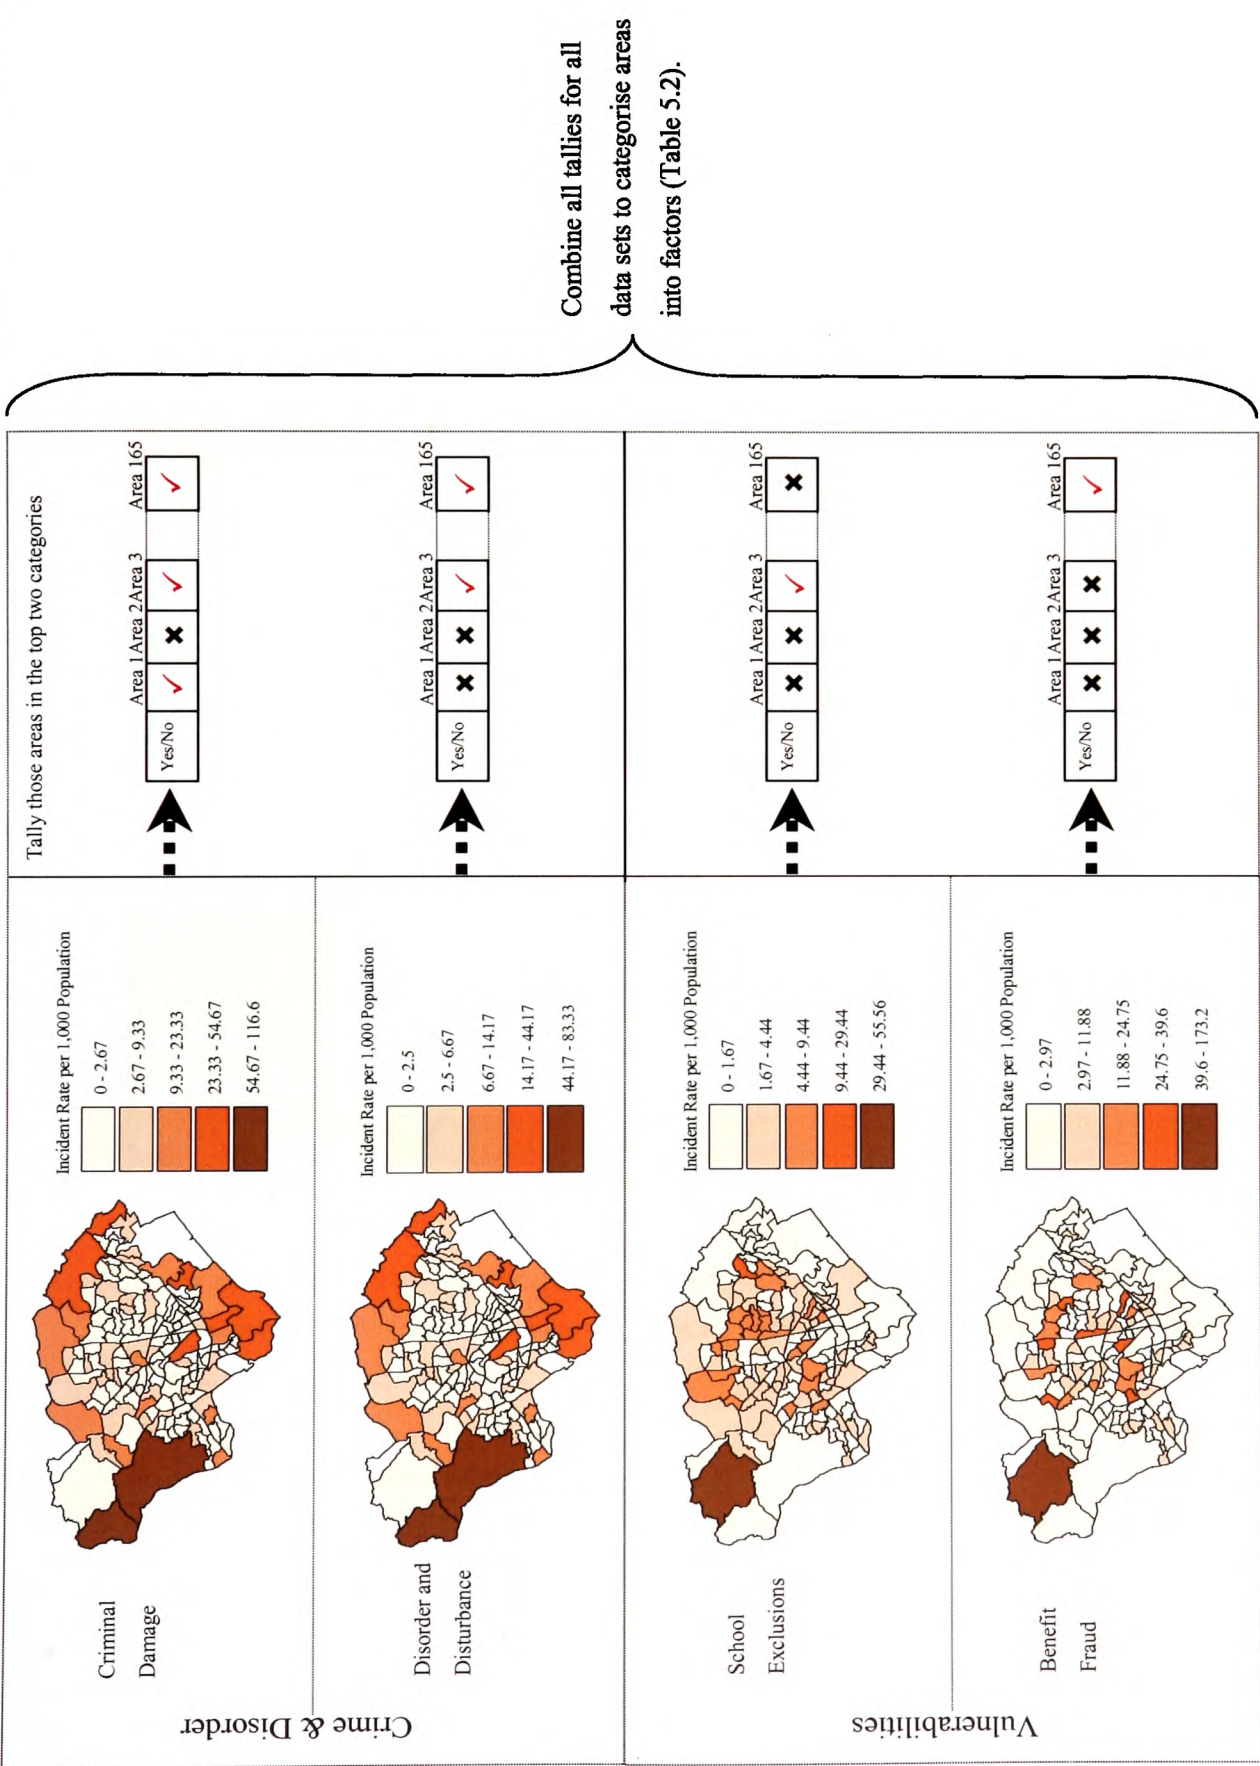 Crime & Disorder
Criminal
Damage
Incident Rate per 1,000 Population
0 - 2.67
2.67 - 9.33
9.33 - 23.33
23.33 - 54.67
54.67 - 116.6
Tally those areas in the top two categories
Area 1 Area 2 Area 3 Area 165
Yes/No ✓ ✖ ✓ ✓
Disorder and
Disturbance
Incident Rate per 1,000 Population
0 - 2.5
2.5 - 6.67
6.67 - 14.17
14.17 - 44.17
44.17 - 83.33
Area 1 Area 2 Area 3 Area 165
Yes/No ✖ ✖ ✓ ✓
Vulnerabilities
School
Exclusions
Incident Rate per 1,000 Population
0 - 1.67
1.67 - 4.44
4.44 - 9.44
9.44 - 29.44
29.44 - 55.56
Area 1 Area 2 Area 3 Area 165
Yes/No ✖ ✖ ✓ ✖
Benefit
Fraud
Incident Rate per 1,000 Population
0 - 2.97
2.97 - 11.88
11.88 - 24.75
24.75 - 39.6
39.6 - 173.2
Area 1 Area 2 Area 3 Area 165
Yes/No ✖ ✖ ✖ ✓
Combine all tallies for all
data sets to categorise areas
into factors (Table 5.2).